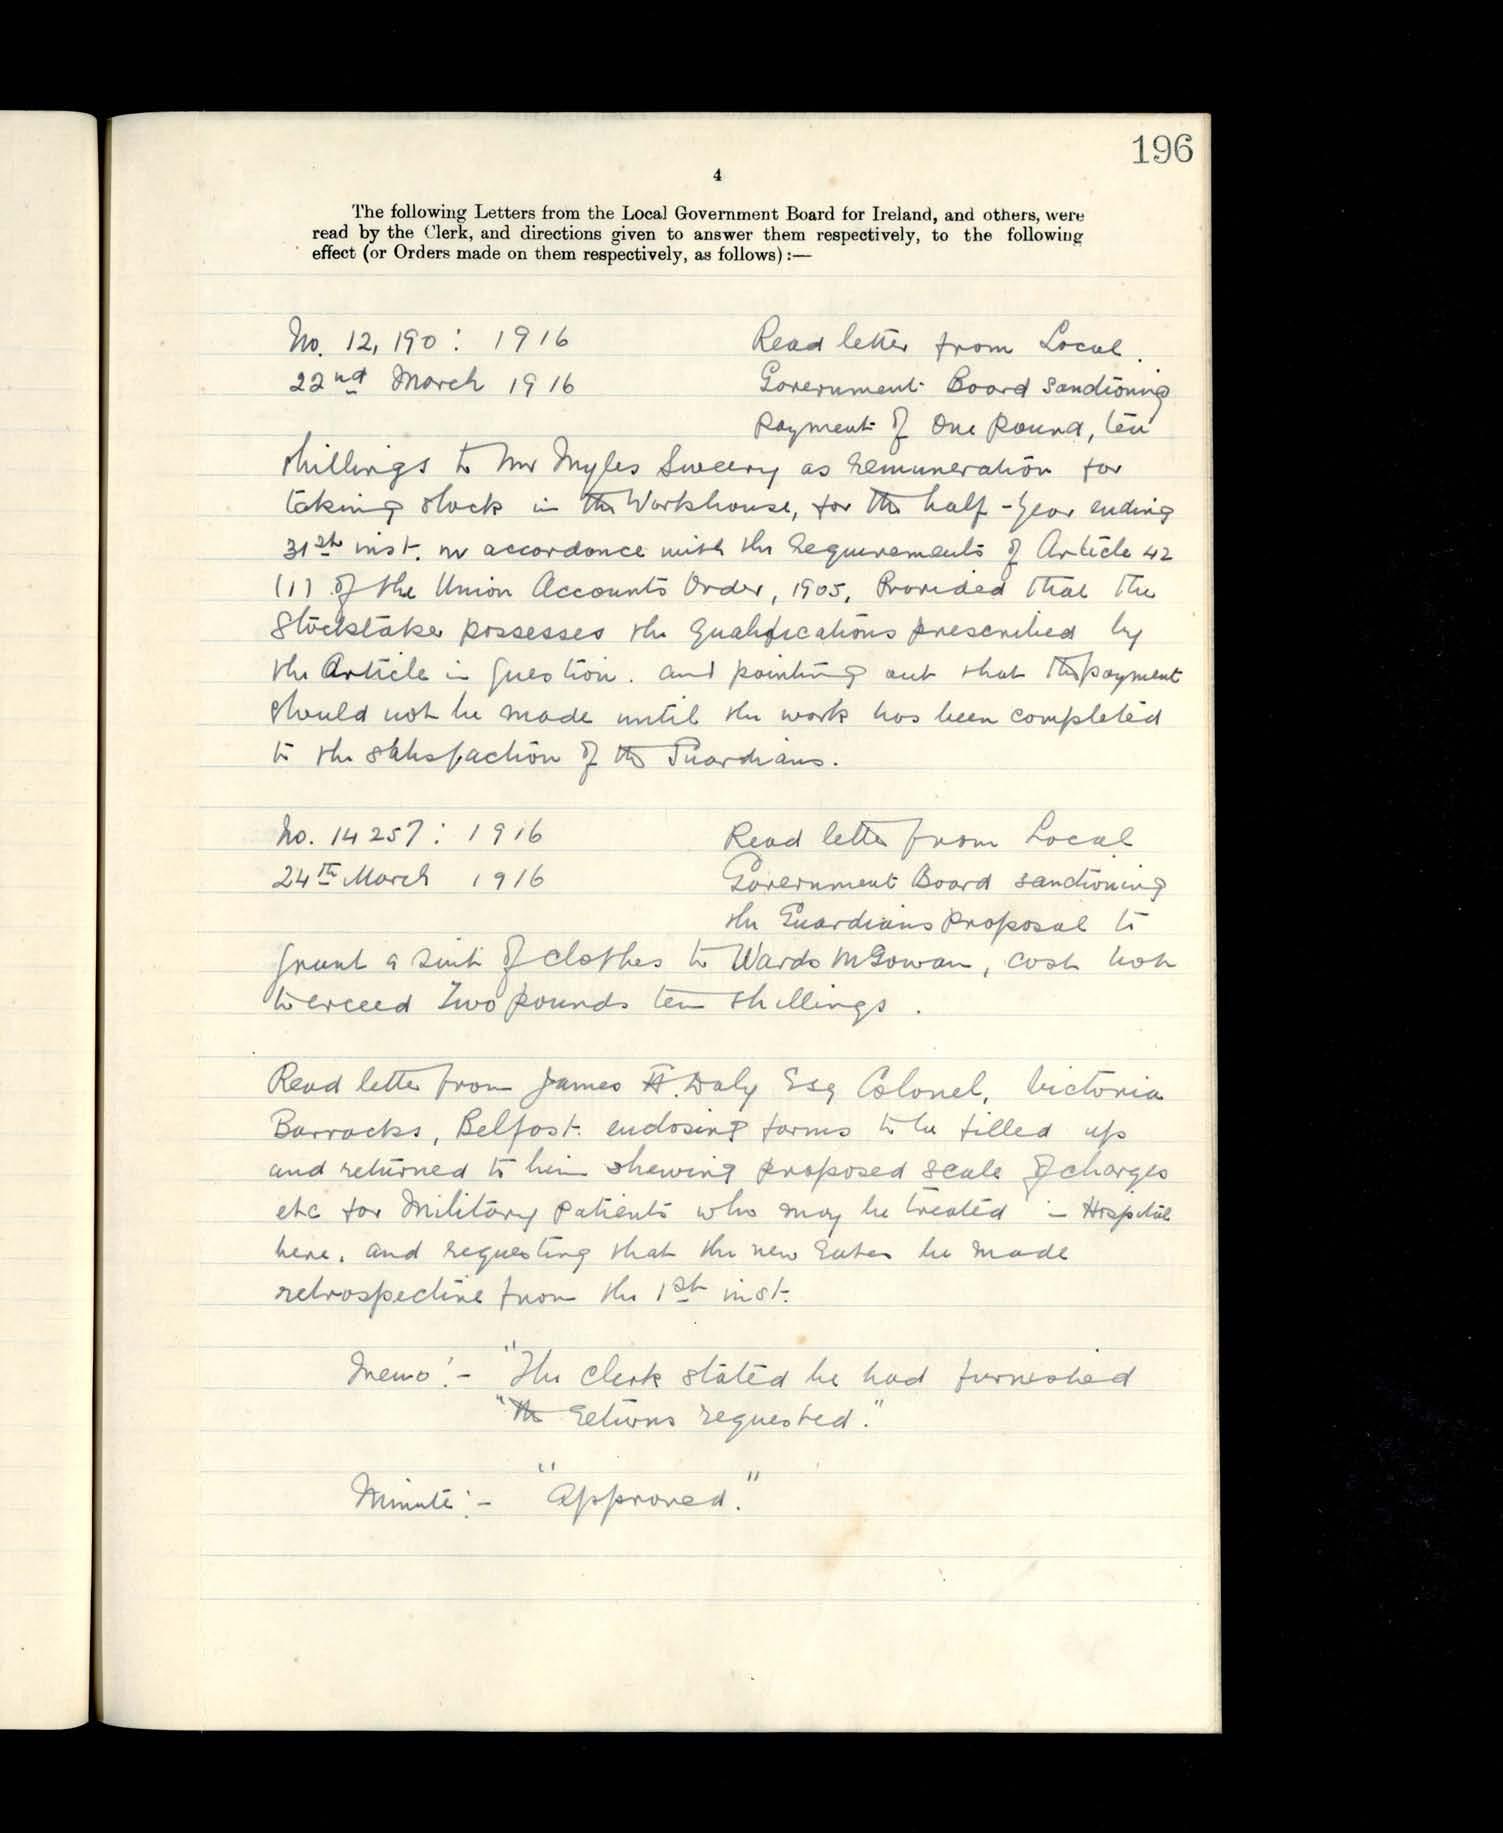 196
4
The following Letters from the Local Government Board for Ireland, and others, were
read by the Clerk, and directions given to answer them respectively, to the following
effect (or Orders made on them respectively, as follows) :—
No. 12,190 : 1916
22nd March 1916
Read letter from Local
Government Board sanctioning
payment of One Pound, ten
shillings to Mr Myles Sweeny as remuneration for
taking stock in the Workhouse, for the half-year ending
31st inst. in accordance with the requirements of Article 42
(1) of the Union Accounts Order, 1905, Provided that the
Stocktaker possesses the qualifications prescribed by
the Article in question. and pointing out that the payment
should not be made until the work has been completed
to the satisfaction of the Guardians.
No. 14257 : 1916
24th March 1916
Read letter from Local
Government Board sanctioning
the Guardians proposal to
grant a suit of clothes to Wards McGowan, cost not
to exceed Two pounds ten shillings.
Read letter from James H. Daly Esq Colonel, Victoria
Barracks, Belfast. enclosing forms to be filled up
and returned to him shewing proposed scale of charges
etc for Military patients who may be treated in Hospital
here. and requesting that the new rates be made
retrospective from the 1st inst.
Memo :- "The Clerk stated he had furnished
"the returns requested."
Minute :- "Approved."